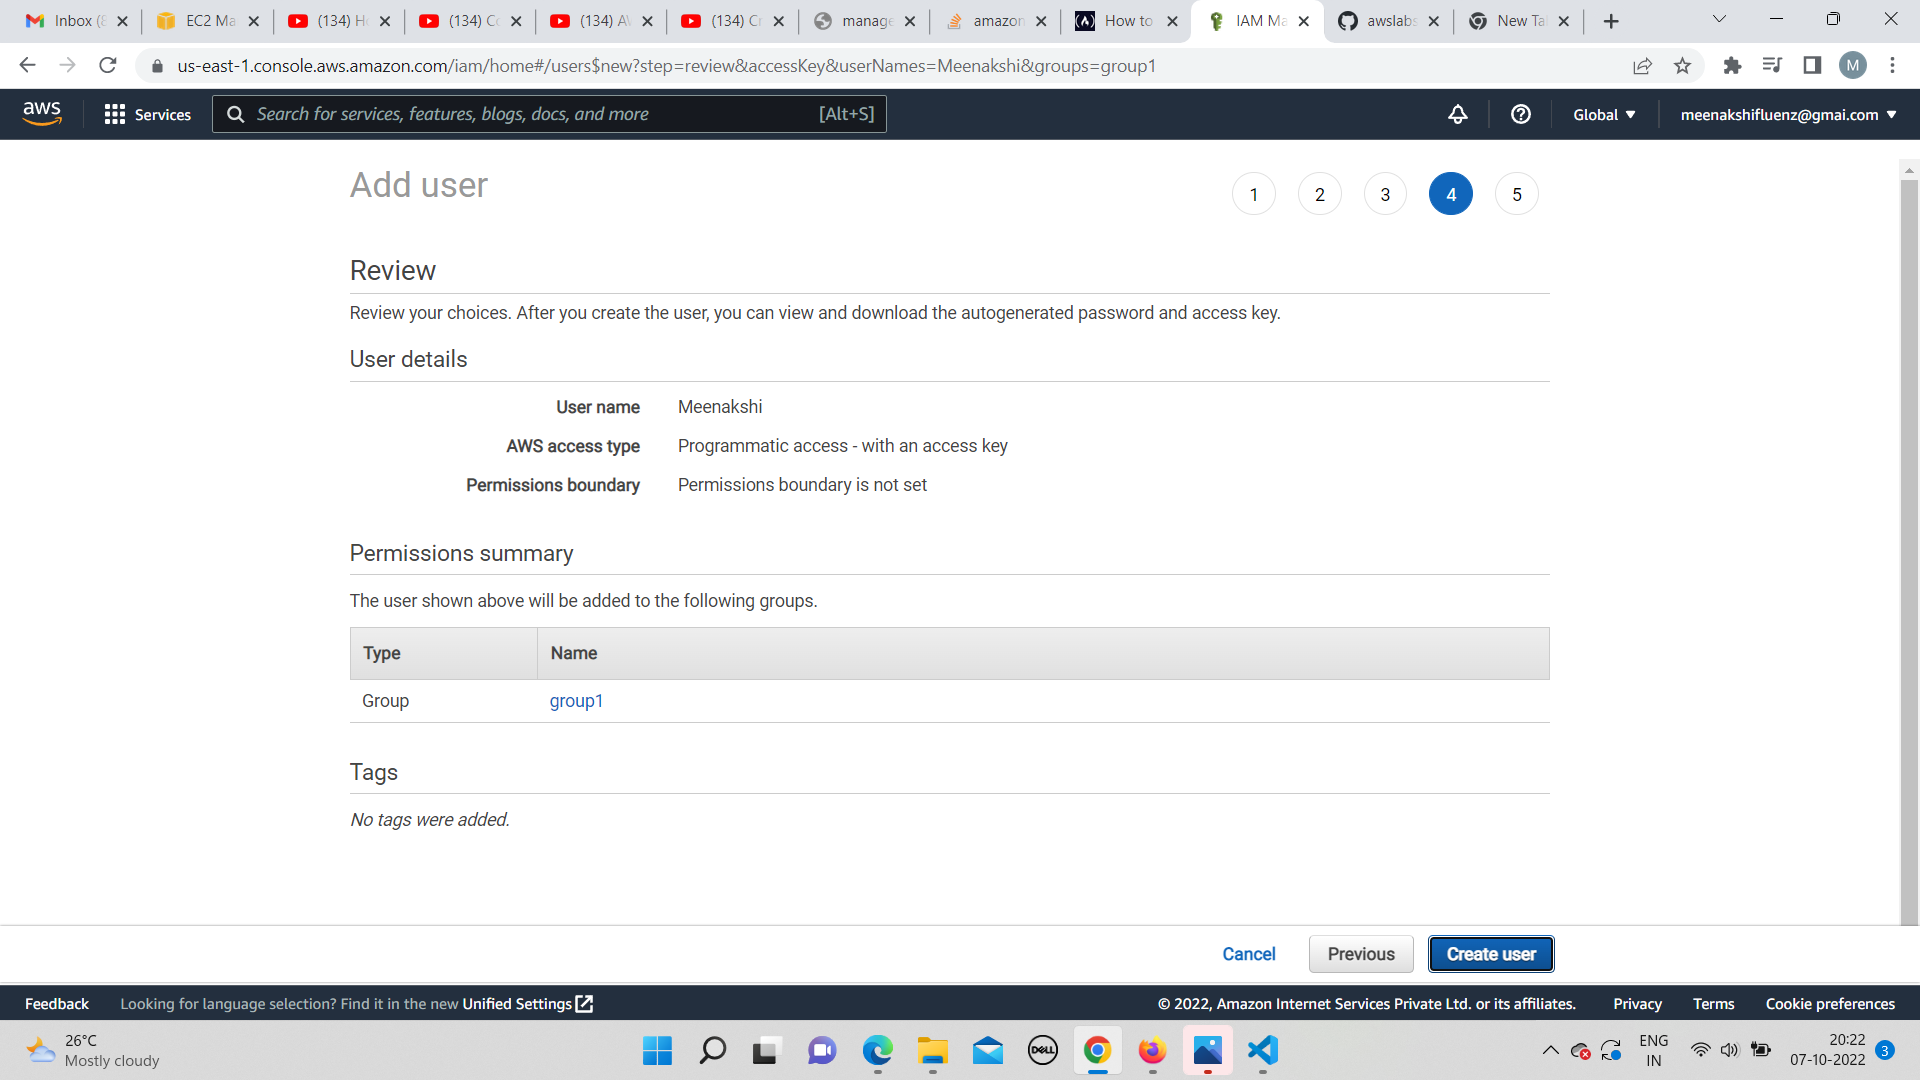 Inbox (8
EC2 Ma
(134) H
(134) Co
(134) A
(134) Cr
manage
amazon
How to
IAM Ma
awslabs
New Ta
us-east-1.console.aws.amazon.com/iam/home#/users$new?step=review&accessKey&userNames=Meenakshi&groups=group1
M
aws
Services
Search for services, features, blogs, docs, and more
[Alt+S]
Global
meenakshifluenz@gmai.com
Add user
1
2
3
4
5
Review
Review your choices. After you create the user, you can view and download the autogenerated password and access key.
User details
User name Meenakshi
AWS access type Programmatic access - with an access key
Permissions boundary Permissions boundary is not set
Permissions summary
The user shown above will be added to the following groups.
Type Name
Group group1
Tags
No tags were added.
Cancel
Previous
Create user
Feedback
Looking for language selection? Find it in the new Unified Settings
© 2022, Amazon Internet Services Private Ltd. or its affiliates.
Privacy
Terms
Cookie preferences
26°C
Mostly cloudy
DELL
ENG
IN
20:22
07-10-2022
3